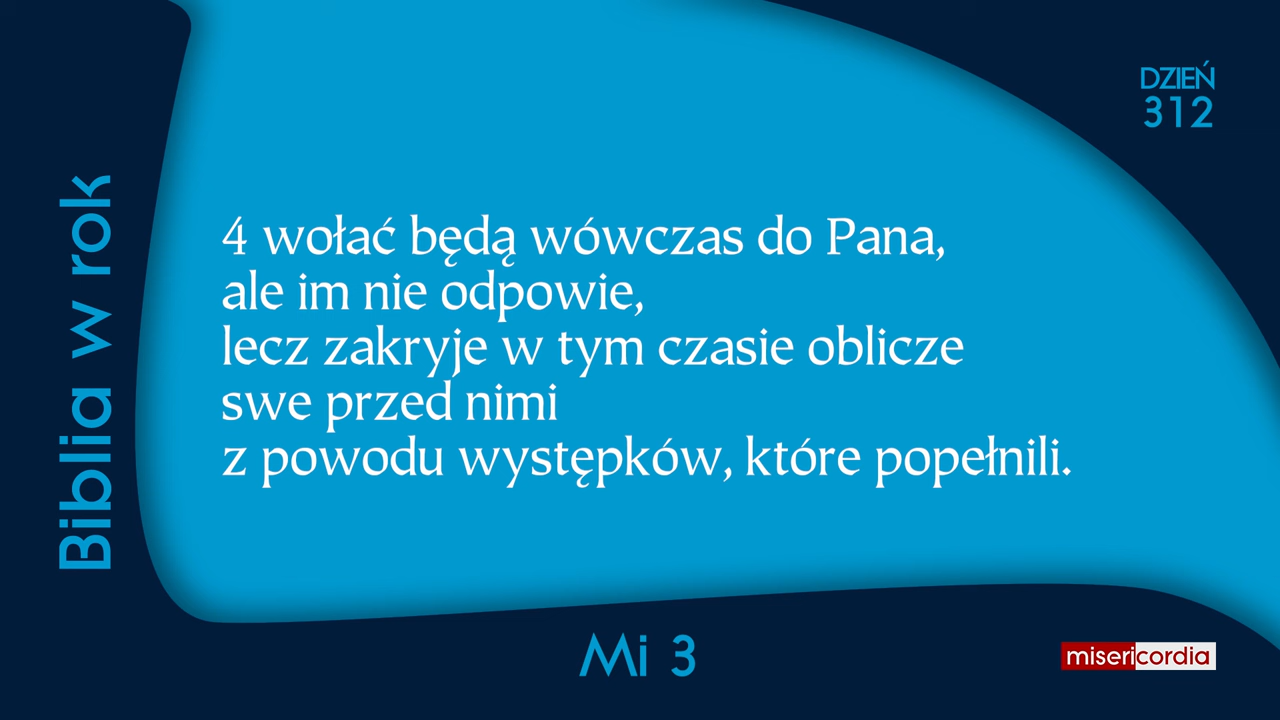 DZIEŃ
312
Biblia w rok
4 wołać będą wówczas do Pana,
ale im nie odpowie,
lecz zakryje w tym czasie oblicze
swe przed nimi
z powodu występków, które popełnili.
Mi 3
misericordia